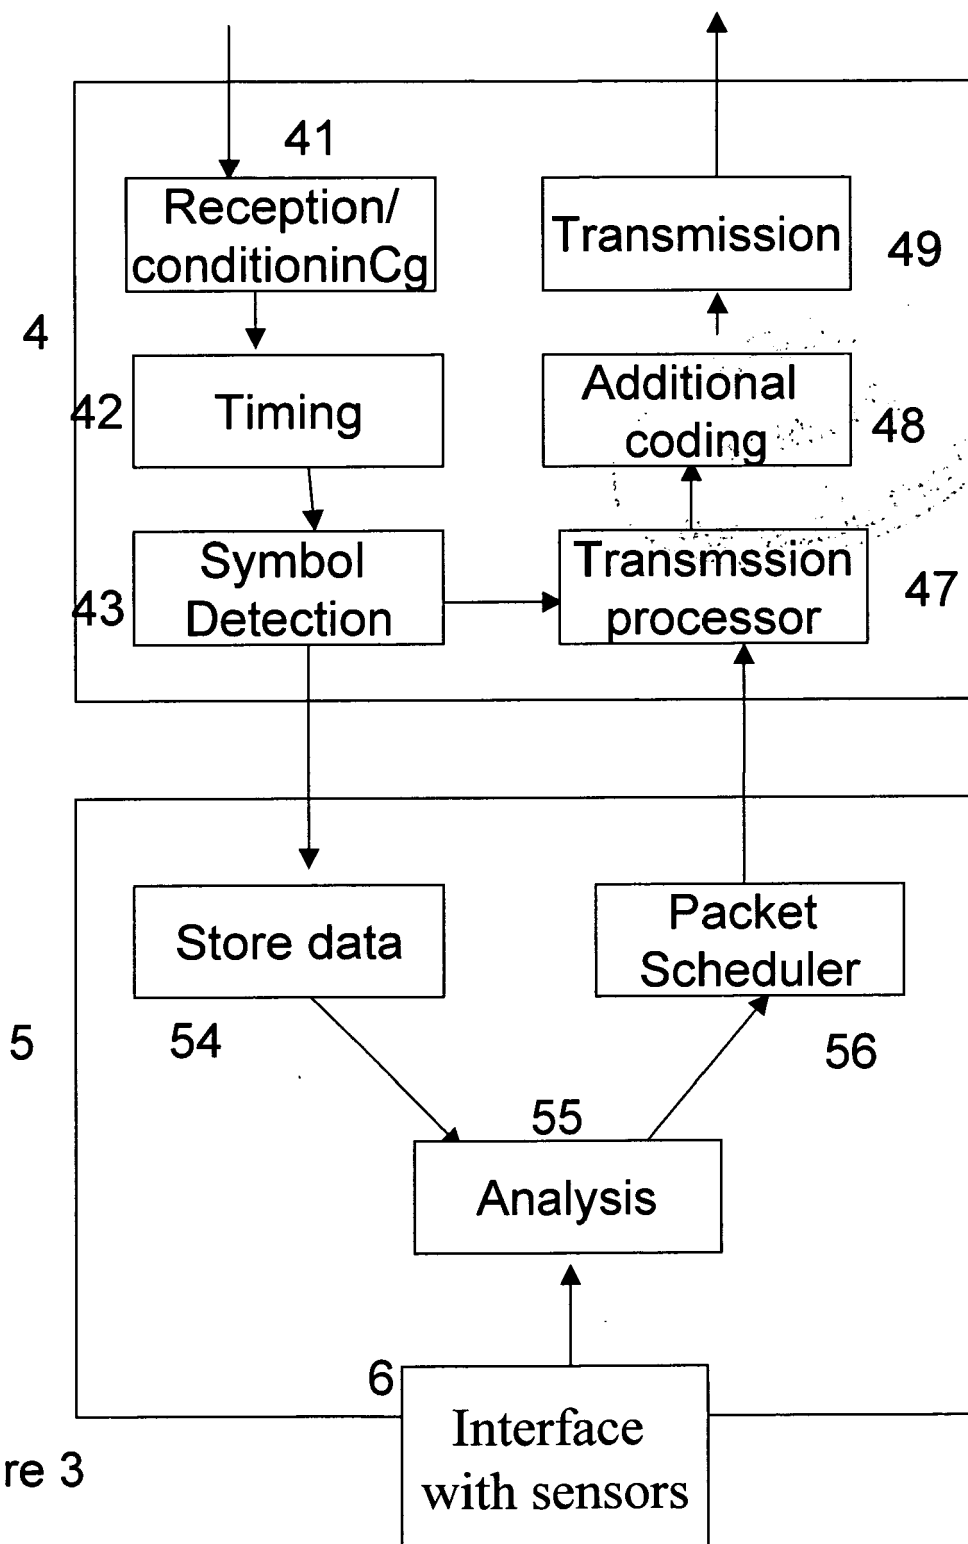 41
Reception/
conditioninCg
Transmission
49
4
42
Timing
Additional
coding
48
43
Symbol
Detection
Transmssion
processor
47
Store data
Packet
Scheduler
5
54
56
55
Analysis
6
Interface
with sensors
re 3